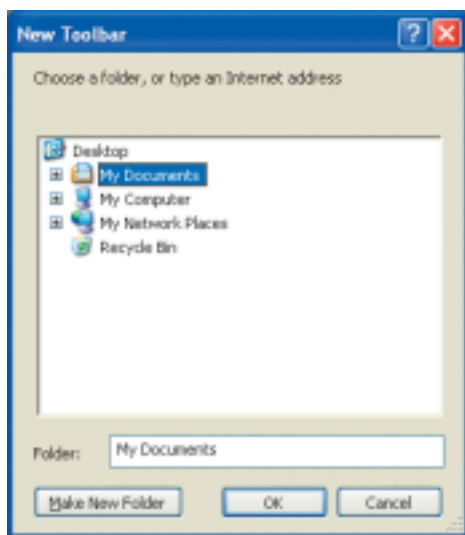 New Toolbar
Choose a folder, or type an Internet address
Desktop
My Documents
My Computer
My Network Places
Recycle Bin
Folder: My Documents
Make New Folder OK Cancel